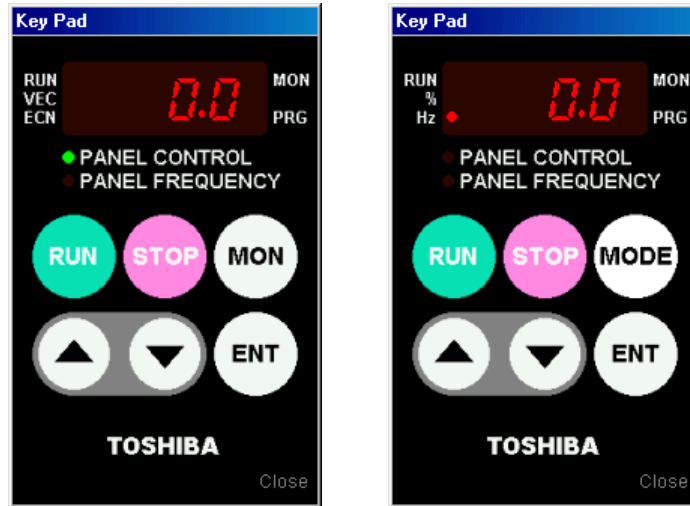 Key Pad
RUN
VEC
ECN
0.0
MON
PRG
PANEL CONTROL
PANEL FREQUENCY
RUN STOP MON
ENT
TOSHIBA
Close
Key Pad
RUN
%
Hz
0.0
MON
PRG
PANEL CONTROL
PANEL FREQUENCY
RUN STOP MODE
ENT
TOSHIBA
Close